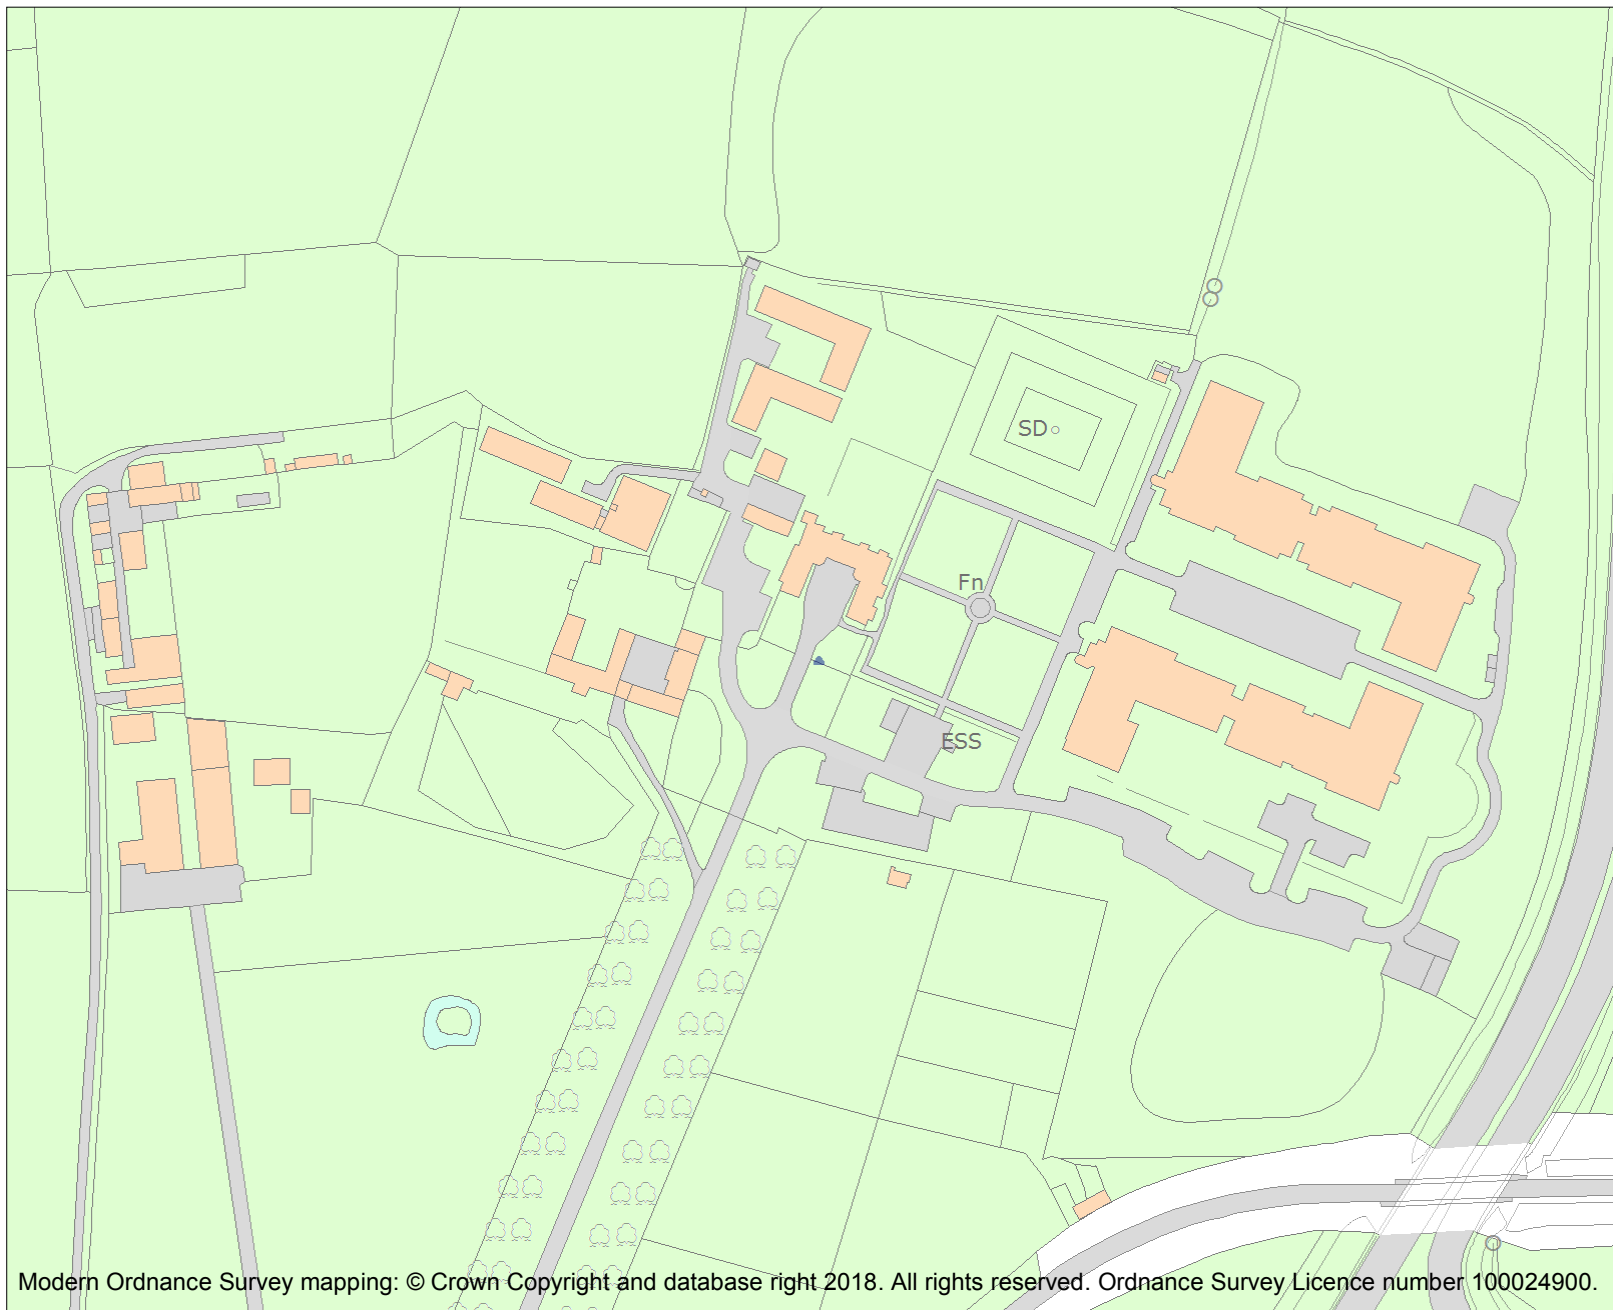 SD
Fn
ESS
Modern Ordnance Survey mapping: © Crown Copyright and database right 2018. All rights reserved. Ordnance Survey Licence number 100024900.